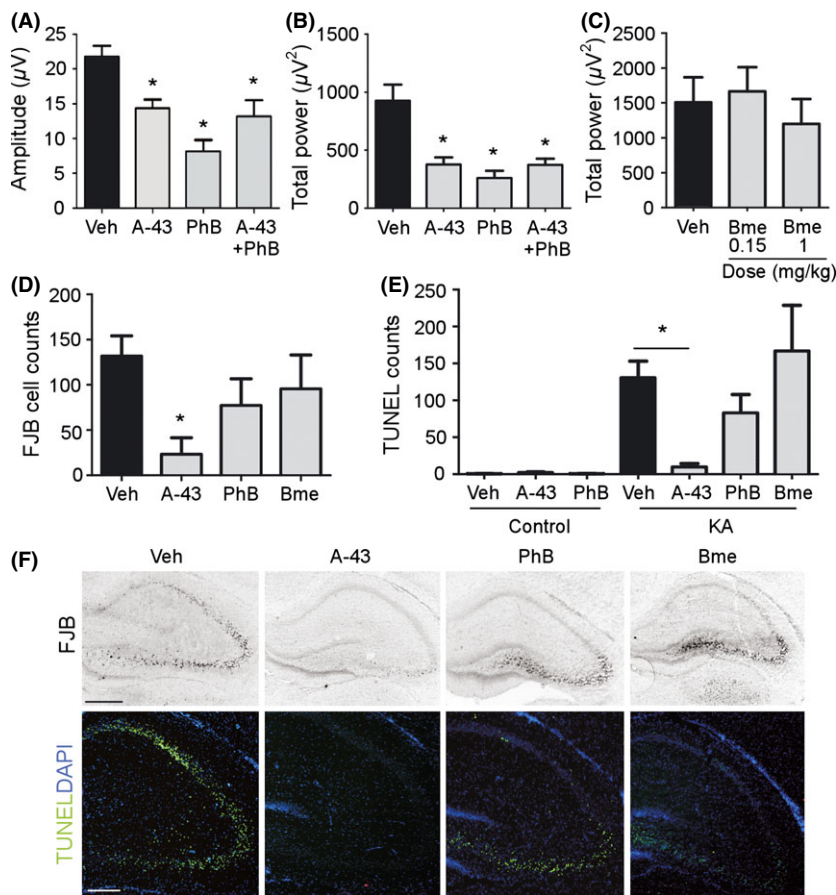 (A)
Amplitude (µV)
25
20
15
10
5
0
*
*
*
Veh
A-43
PhB
A-43
+PhB
(B)
Total power (µV²)
1500
1000
500
0
*
*
*
Veh
A-43
PhB
A-43
+PhB
(C)
Total power (µV²)
2500
2000
1500
1000
500
0
Veh
Bme
0.15
Bme
1
Dose (mg/kg)
(D)
FJB cell counts
150
100
50
0
*
Veh
A-43
PhB
Bme
(E)
TUNEL counts
250
200
150
100
50
0
*
Veh
A-43
PhB
Veh
A-43
PhB
Bme
Control
KA
(F)
Veh
A-43
PhB
Bme
FJB
TUNELDAPI